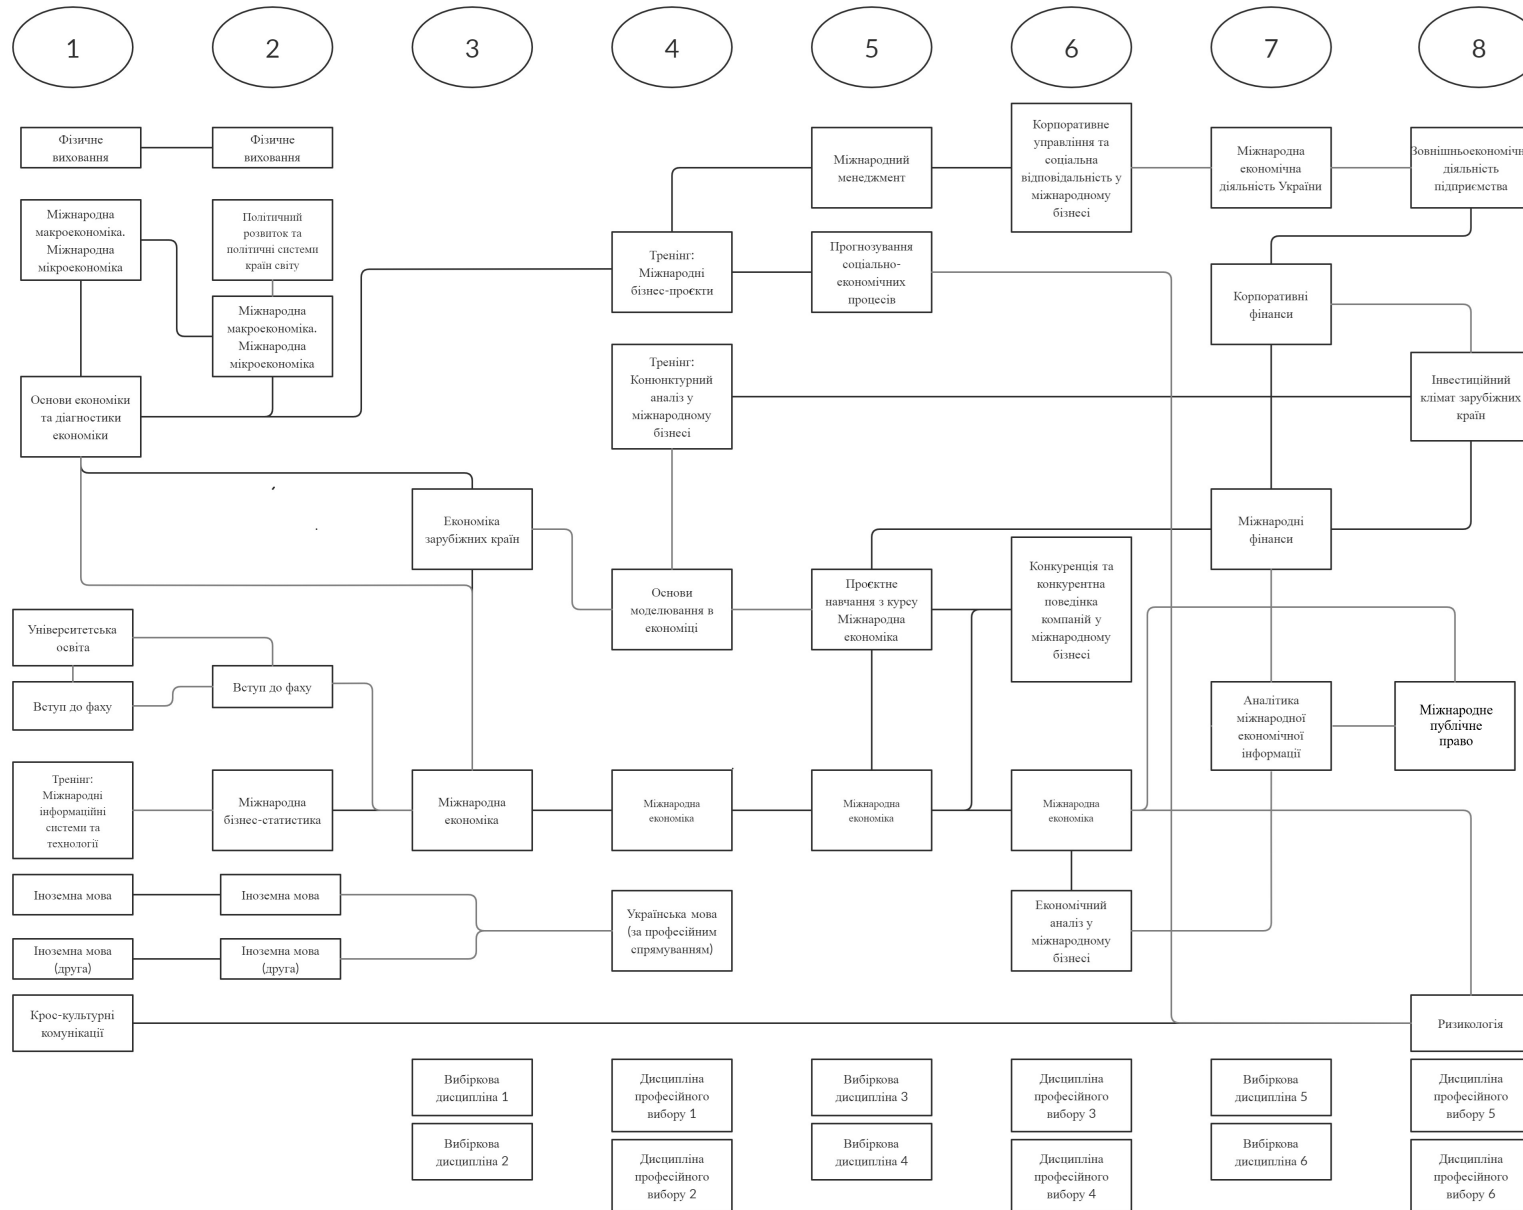 1
2
3
4
5
6
7
8
Фізичне
виховання
Фізичне
виховання
Міжнародний
менеджмент
Корпоративне
управління та
соціальна
відповідальність у
міжнародному
бізнесі
Міжнародна
економічна
діяльність України
Зовнішньоекономічн
діяльність
підприємства
Міжнародна
макроекономіка.
Міжнародна
мікроекономіка
Політичний
розвиток та
політичні системи
країн світу
Тренінг:
Міжнародні
бізнес-проєкти
Прогнозування
соціально-
економічних
процесів
Корпоративні
фінанси
Міжнародна
макроекономіка.
Міжнародна
мікроекономіка
Основи економіки
та діагностики
економіки
Тренінг:
Конюнктурний
аналіз у
міжнародному
бізнесі
Інвестиційний
клімат зарубіжних
країн
Економіка
зарубіжних країн
Міжнародні
фінанси
Основи
моделювання в
економіці
Проєктне
навчання з курсу
Міжнародна
економіка
Конкуренція та
конкурентна
поведінка
компаній у
міжнародному
бізнесі
Університетська
освіта
Вступ до фаху
Вступ до фаху
Аналітика
міжнародної
економічної
інформації
Міжнародне
публічне
право
Тренінг:
Міжнародні
інформаційні
системи та
технології
Міжнародна
бізнес-статистика
Міжнародна
економіка
Міжнародна
економіка
Міжнародна
економіка
Міжнародна
економіка
Іноземна мова
Іноземна мова
Українська мова
(за професійним
спрямуванням)
Економічний
аналіз у
міжнародному
бізнесі
Іноземна мова
(друга)
Іноземна мова
(друга)
Крос-культурні
комунікації
Ризикологія
Вибіркова
дисципліна 1
Дисципліна
професійного
вибору 1
Вибіркова
дисципліна 3
Дисципліна
професійного
вибору 3
Вибіркова
дисципліна 5
Дисципліна
професійного
вибору 5
Вибіркова
дисципліна 2
Дисципліна
професійного
вибору 2
Вибіркова
дисципліна 4
Дисципліна
професійного
вибору 4
Вибіркова
дисципліна 6
Дисципліна
професійного
вибору 6